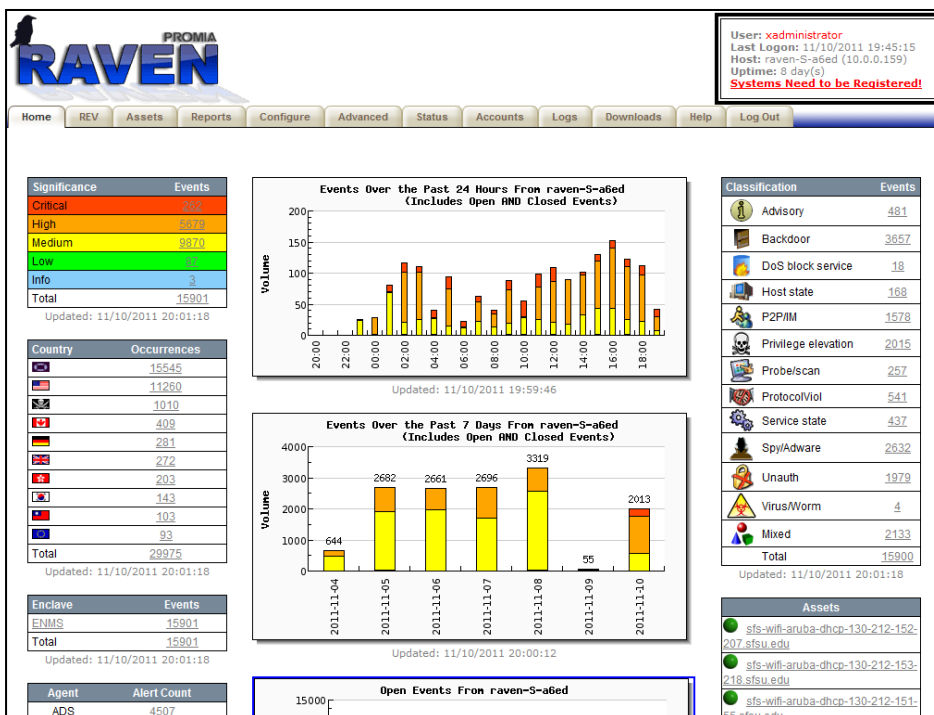 PROMIA
RAVEN
User: xadministrator
Last Logon: 11/10/2011 19:45:15
Host: raven-S-a6ed (10.0.0.159)
Uptime: 8 day(s)
Systems Need to be Registered!
Home REV Assets Reports Configure Advanced Status Accounts Logs Downloads Help Log Out
Significance Events
Critical 262
High 5679
Medium 9870
Low 87
Info 3
Total 15901
Updated: 11/10/2011 20:01:18
Country Occurrences
15545
11260
1010
409
281
272
203
143
103
93
Total 29975
Updated: 11/10/2011 20:01:18
Enclave Events
ENMS 15901
Total 15901
Updated: 11/10/2011 20:01:18
Agent Alert Count
ADS 4507
Events Over the Past 24 Hours From raven-S-a6ed
(Includes Open AND Closed Events)
Volume
200
150
100
50
0
20:00 22:00 00:00 02:00 04:00 06:00 08:00 10:00 12:00 14:00 16:00 18:00
Updated: 11/10/2011 19:59:46
Events Over the Past 7 Days From raven-S-a6ed
(Includes Open AND Closed Events)
Volume
4000
3000
2000
1000
0
644 2682 2661 2696 3319 55 2013
2011-11-04 2011-11-05 2011-11-06 2011-11-07 2011-11-08 2011-11-09 2011-11-10
Updated: 11/10/2011 20:00:12
Open Events From raven-S-a6ed
15000
Classification Events
Advisory 481
Backdoor 3657
DoS block service 18
Host state 168
P2P/IM 1578
Privilege elevation 2015
Probe/scan 257
ProtocolViol 541
Service state 437
Spy/Adware 2632
Unauth 1979
Virus/Worm 4
Mixed 2133
Total 15900
Updated: 11/10/2011 20:01:18
Assets
sfs-wifi-aruba-dhcp-130-212-152-
207.sfsu.edu
sfs-wifi-aruba-dhcp-130-212-153-
218.sfsu.edu
sfs-wifi-aruba-dhcp-130-212-151-
55.sfsu.edu